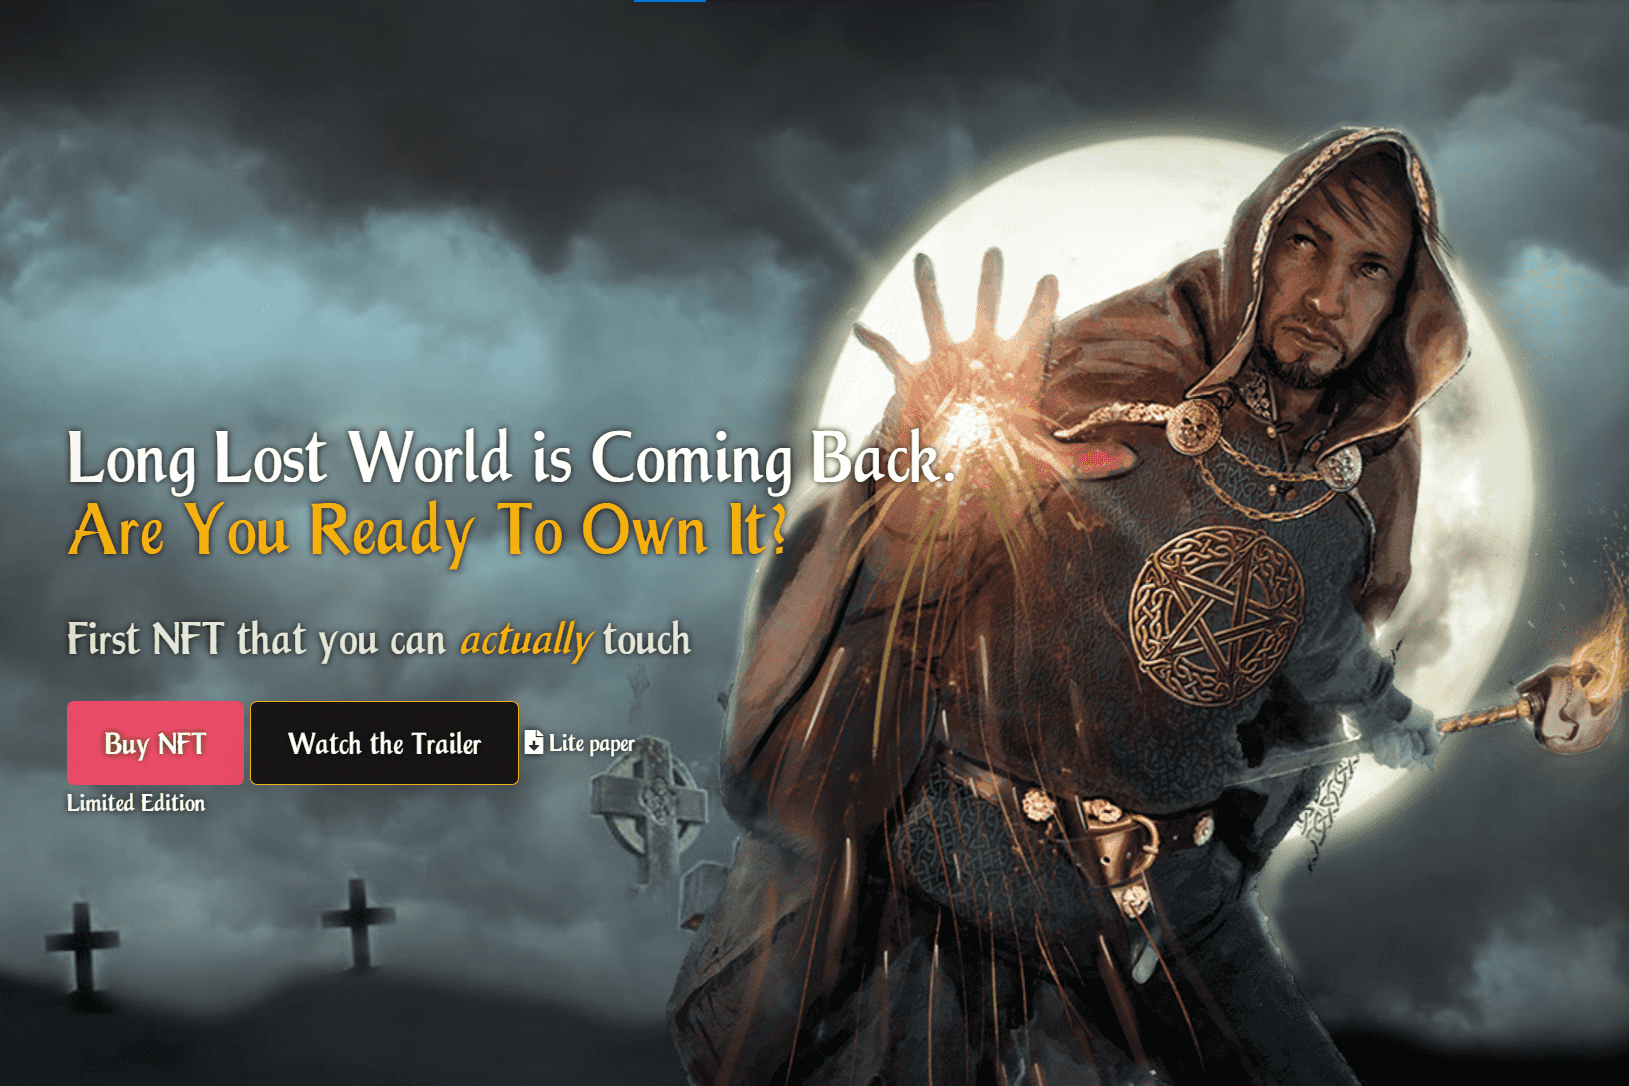 Long Lost World is Coming Back.
Are You Ready To Own It?
First NFT that you can actually touch
Buy NFT
Watch the Trailer
Lite paper
Limited Edition